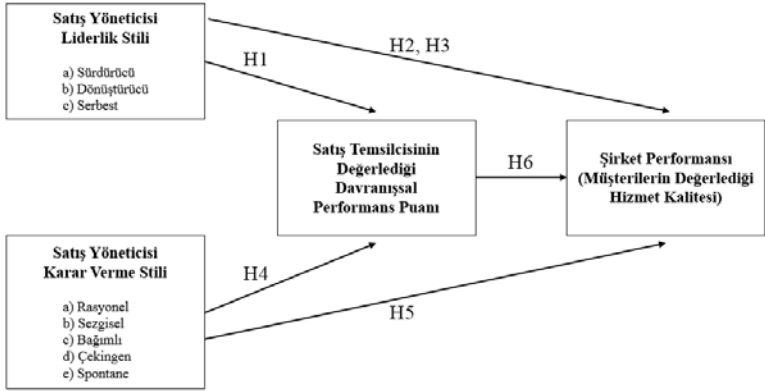 Satış Yöneticisi
Liderlik Stili
a) Sürdürücü
b) Dönüştürücü
c) Serbest
H1
H2, H3
Satış Temsilcisinin
Değerlediği
Davranışsal
Performans Puanı
H6
Şirket Performansı
(Müşterilerin Değerlediği
Hizmet Kalitesi)
Satış Yöneticisi
Karar Verme Stili
a) Rasyonel
b) Sezgisel
c) Bağımlı
d) Çekingen
e) Spontane
H4
H5